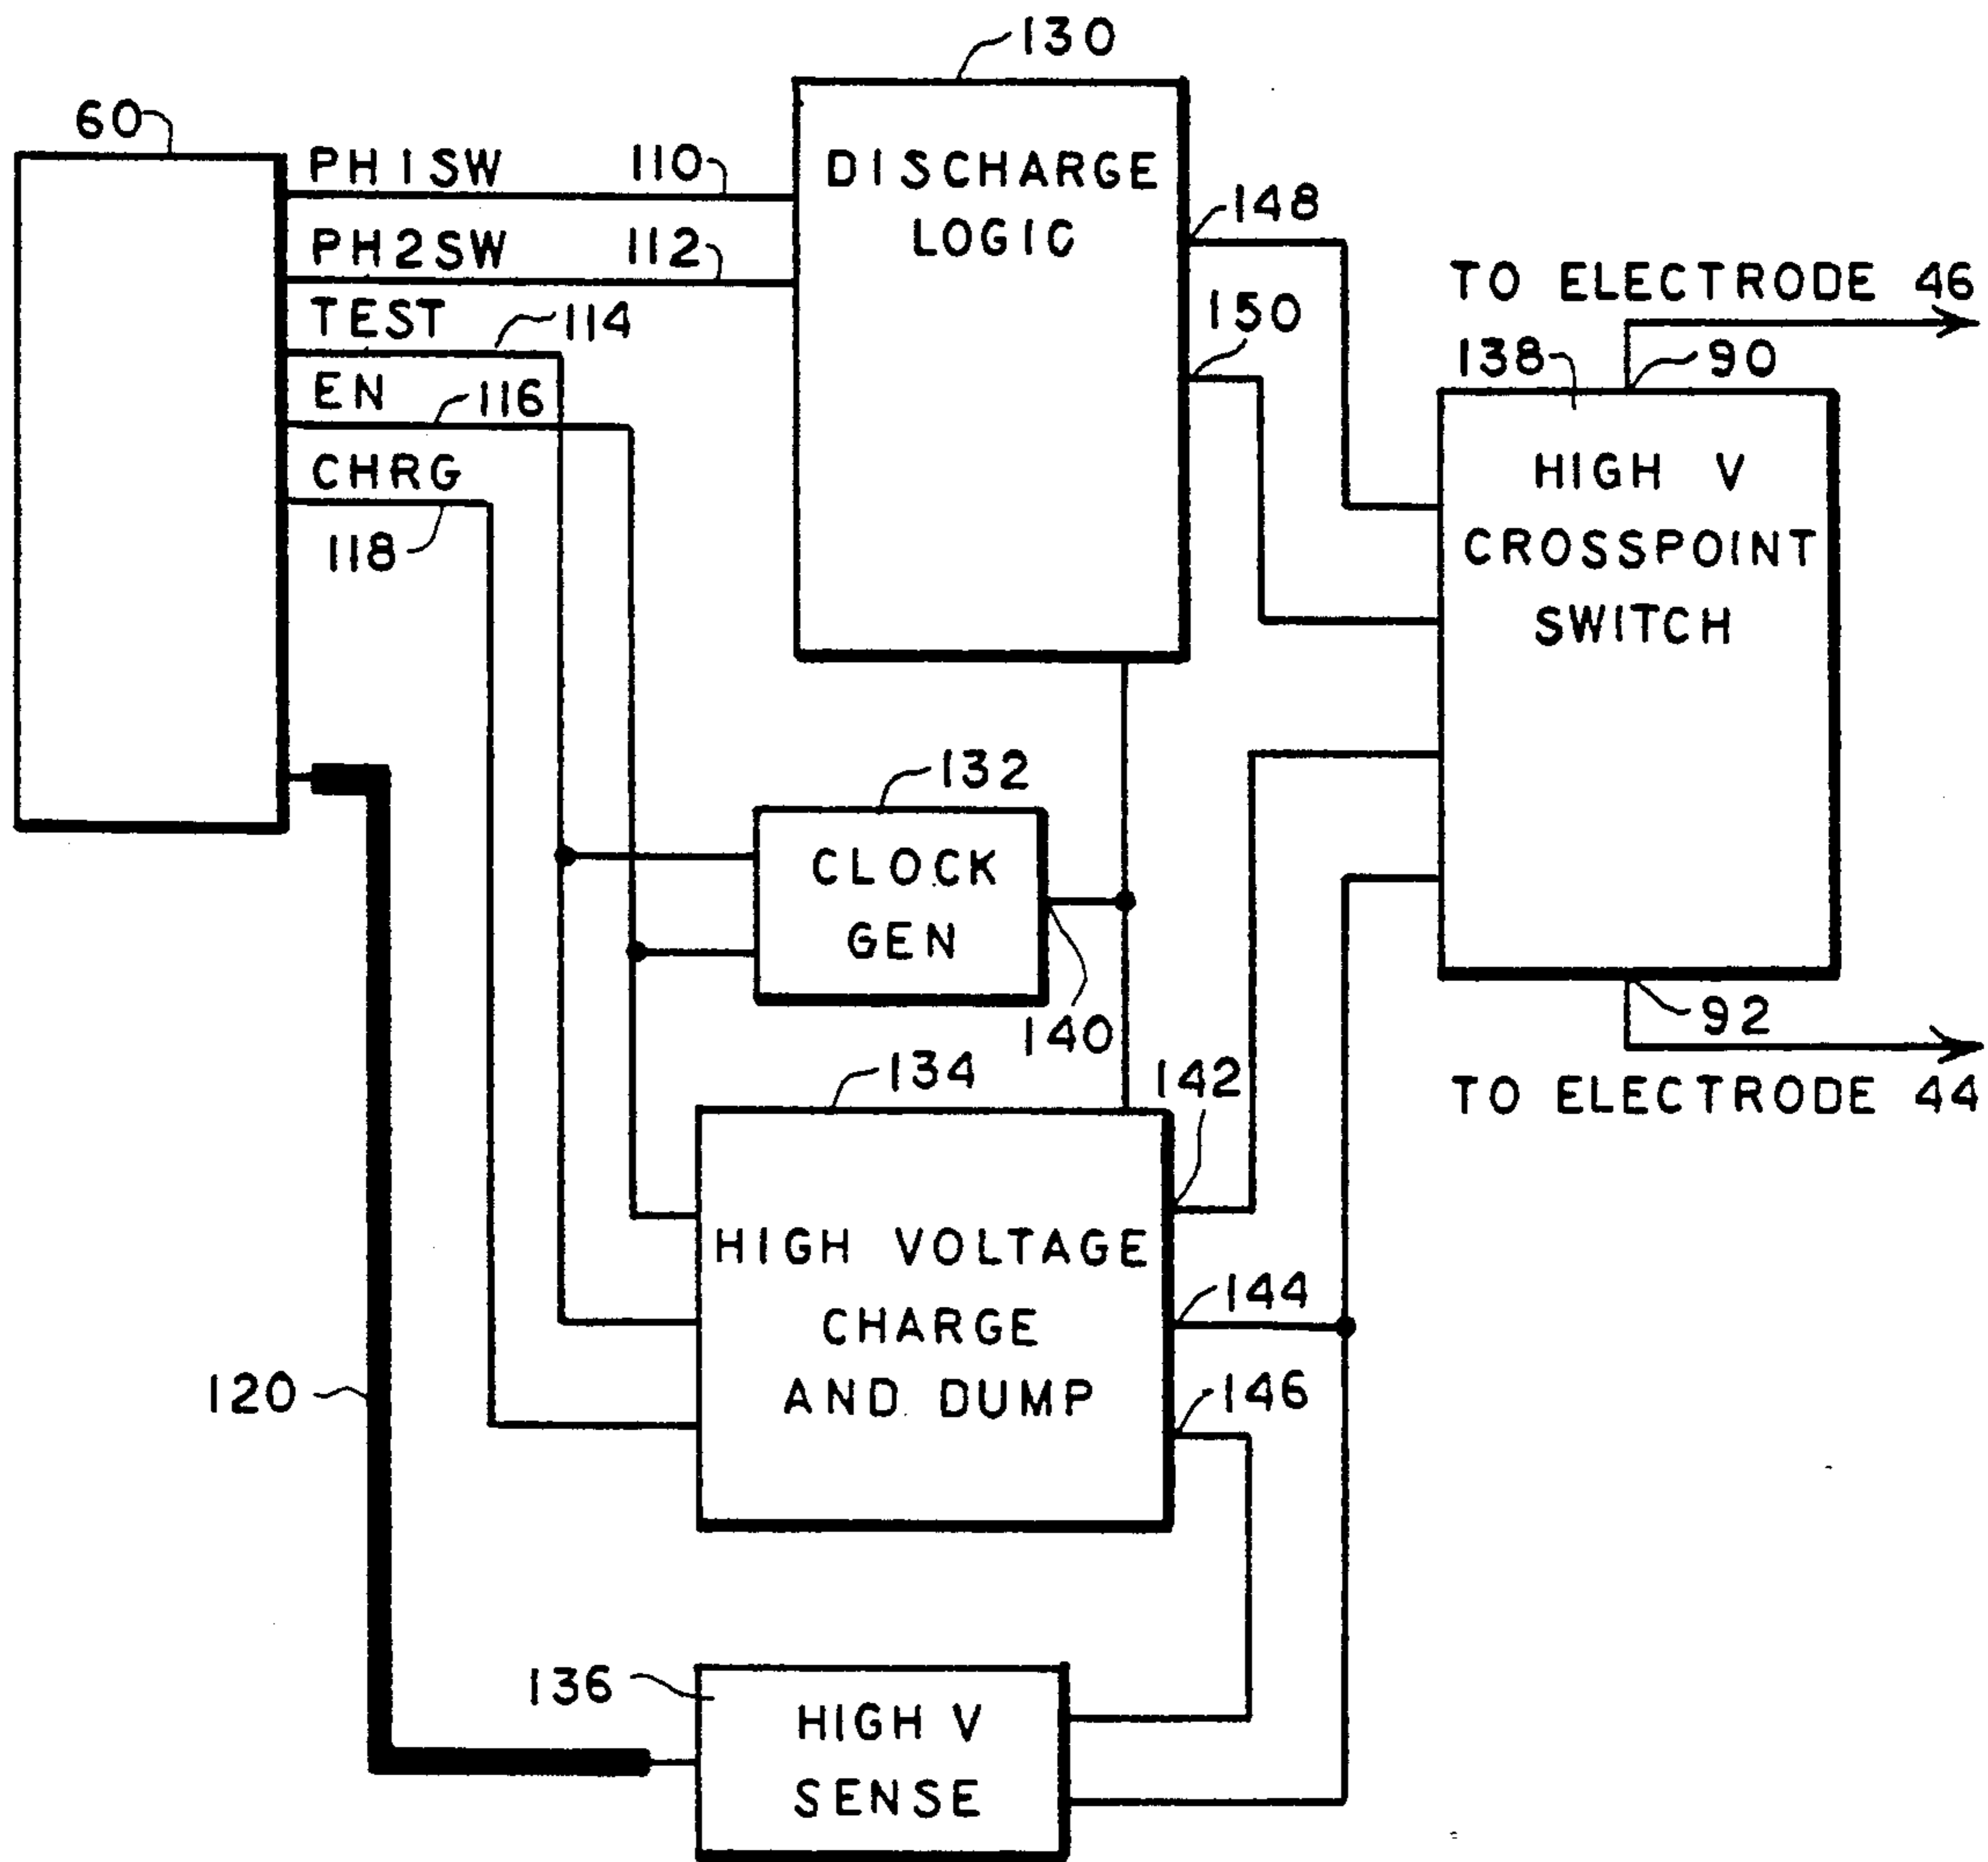 130
60
PH1SW
110
DISCHARGE
LOGIC
148
PH2SW
112
TO ELECTRODE 46
TEST
114
150
138
90
EN
116
CHRG
118
HIGH V
CROSSPOINT
SWITCH
132
CLOCK
GEN
140
92
134
142
TO ELECTRODE 44
HIGH VOLTAGE
CHARGE
AND DUMP
144
120
146
136
HIGH V
SENSE